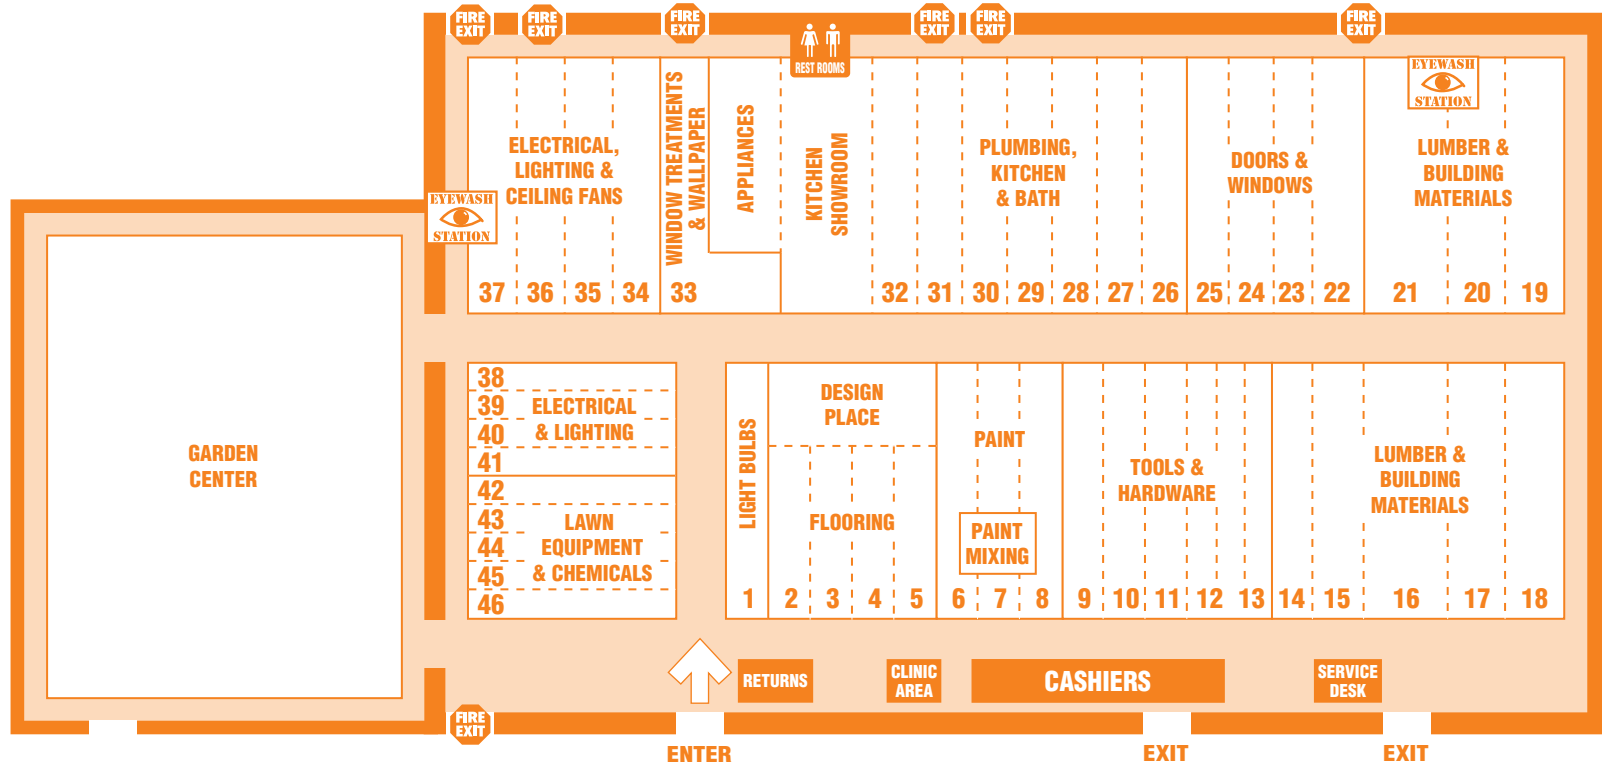 FIRE
EXIT
FIRE
EXIT
FIRE
EXIT
FIRE
EXIT
FIRE
EXIT
FIRE
EXIT
REST ROOMS
EYEWASH
STATION
ELECTRICAL,
LIGHTING &
CEILING FANS
WINDOW TREATMENTS
& WALLPAPER
APPLIANCES
KITCHEN
SHOWROOM
PLUMBING,
KITCHEN
& BATH
DOORS &
WINDOWS
LUMBER &
BUILDING
MATERIALS
EYEWASH
STATION
37 36 35 34 33 32 31 30 29 28 27 26 25 24 23 22 21 20 19
GARDEN
CENTER
38
39
40
41
ELECTRICAL
& LIGHTING
42
43
44
45
46
LAWN
EQUIPMENT
& CHEMICALS
LIGHT BULBS
DESIGN
PLACE
FLOORING
PAINT
PAINT
MIXING
TOOLS &
HARDWARE
LUMBER &
BUILDING
MATERIALS
1 2 3 4 5 6 7 8 9 10 11 12 13 14 15 16 17 18
RETURNS
CLINIC
AREA
CASHIERS
SERVICE
DESK
FIRE
EXIT
ENTER
EXIT
EXIT